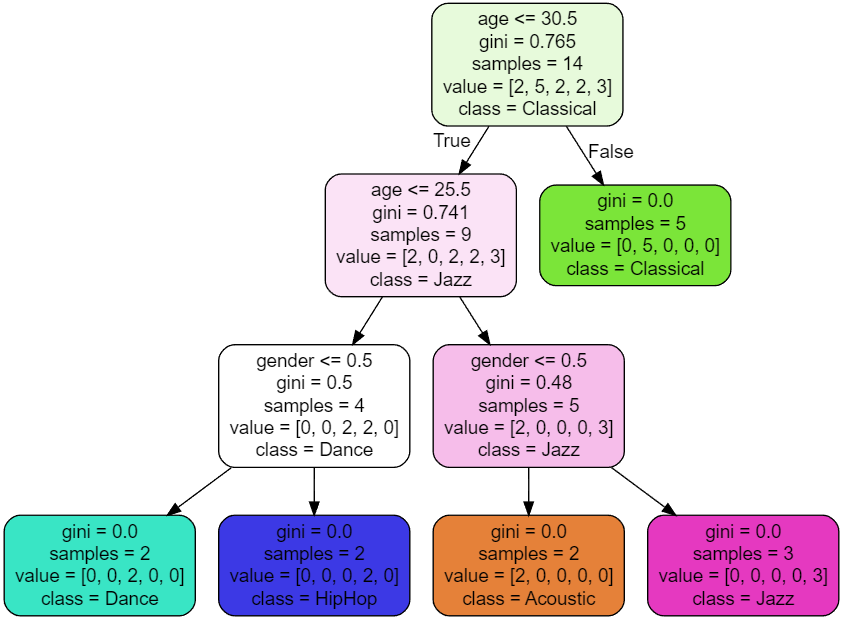 age <= 30.5
gini = 0.765
samples = 14
value = [2, 5, 2, 2, 3]
class = Classical
True
False
age <= 25.5
gini = 0.741
samples = 9
value = [2, 0, 2, 2, 3]
class = Jazz
gini = 0.0
samples = 5
value = [0, 5, 0, 0, 0]
class = Classical
gender <= 0.5
gini = 0.5
samples = 4
value = [0, 0, 2, 2, 0]
class = Dance
gender <= 0.5
gini = 0.48
samples = 5
value = [2, 0, 0, 0, 3]
class = Jazz
gini = 0.0
samples = 2
value = [0, 0, 2, 0, 0]
class = Dance
gini = 0.0
samples = 2
value = [0, 0, 0, 2, 0]
class = HipHop
gini = 0.0
samples = 2
value = [2, 0, 0, 0, 0]
class = Acoustic
gini = 0.0
samples = 3
value = [0, 0, 0, 0, 3]
class = Jazz